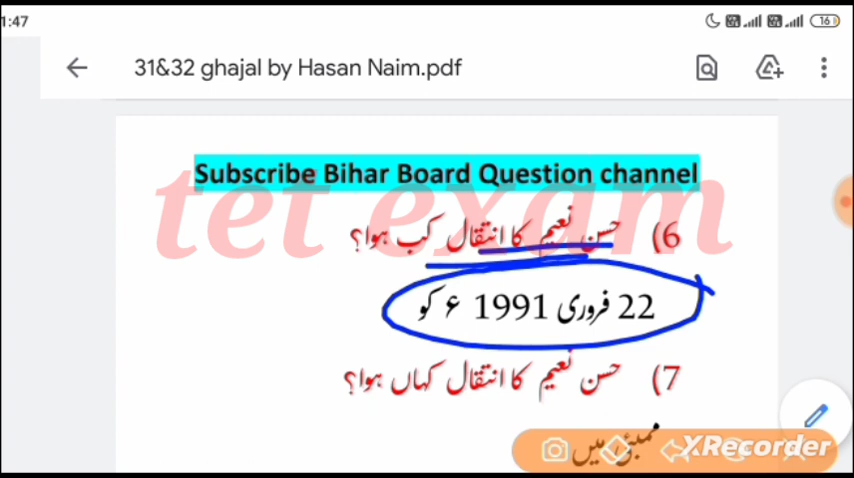 1:47
16
31&32 ghajal by Hasan Naim.pdf
Subscribe Bihar Board Question channel
tet exam
6) حسن نعیم کا انتقال کب ہوا؟
22 فروری 1991 ء کو
7) حسن نعیم کا انتقال کہاں ہوا؟
ممبئی میں
XRecorder